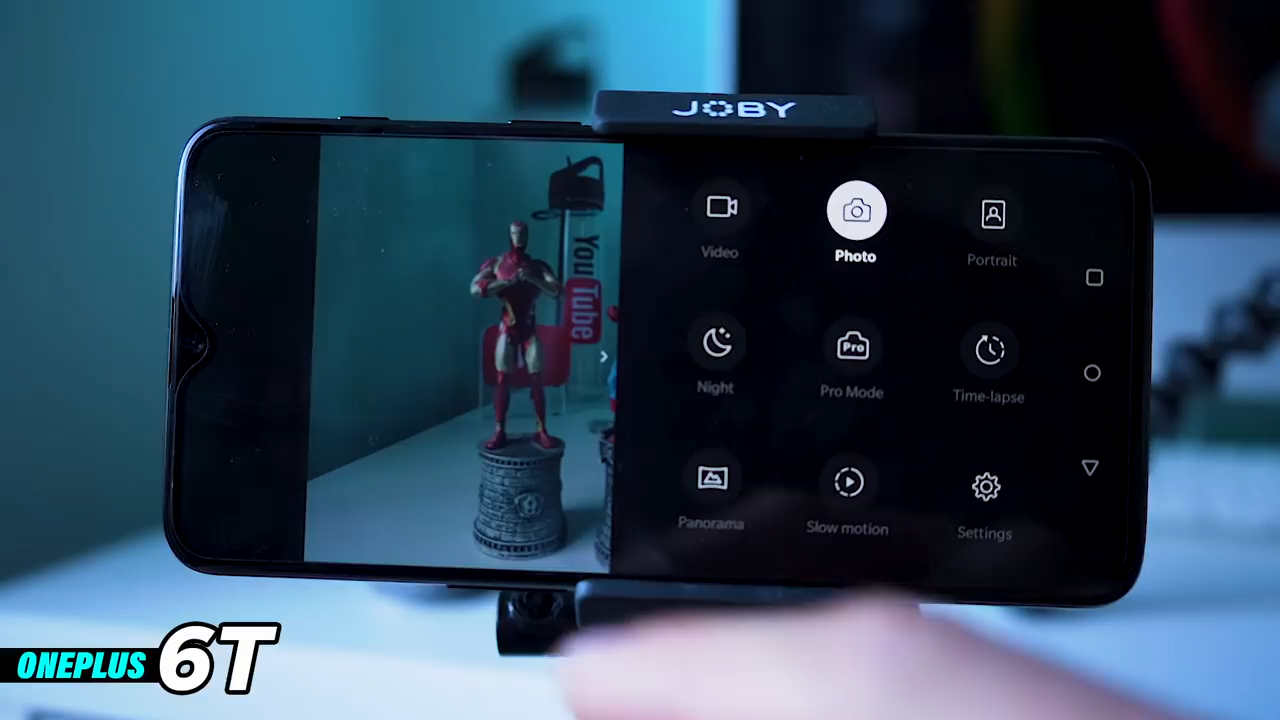 JOBY
YouTube
Video
Photo
Portrait
Night
Pro
Pro Mode
Time-lapse
Panorama
Slow motion
Settings
ONEPLUS 6T